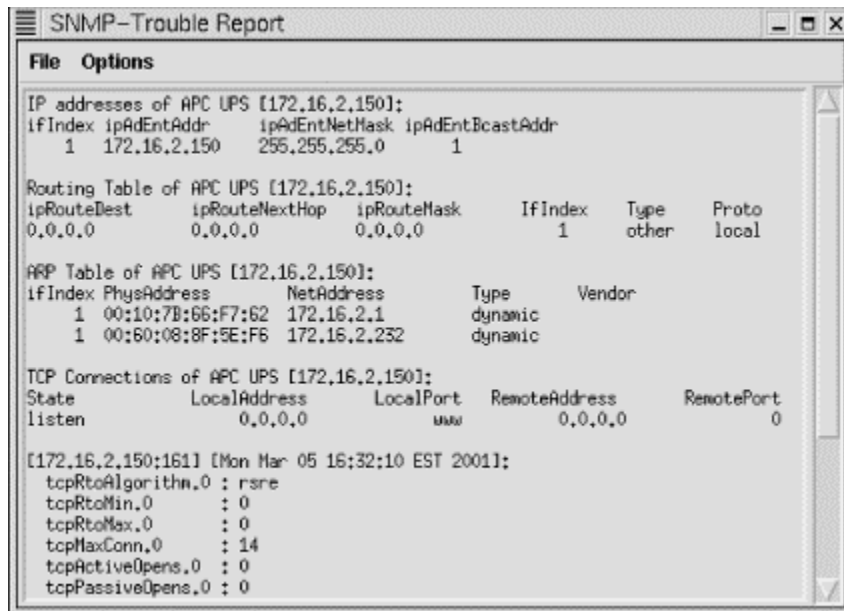 SNMP-Trouble Report
File Options
IP addresses of APC UPS [172.16.2.150]:
ifIndex ipAdEntAddr ipAdEntNetMask ipAdEntBcastAddr
1 172.16.2.150 255.255.255.0 1
Routing Table of APC UPS [172.16.2.150]:
ipRouteDest ipRouteNextHop ipRouteMask IfIndex Type Proto
0.0.0.0 0.0.0.0 0.0.0.0 1 other local
ARP Table of APC UPS [172.16.2.150]:
ifIndex PhysAddress NetAddress Type Vendor
1 00:10:7B:66:F7:62 172.16.2.1 dynamic
1 00:60:08:8F:5E:F6 172.16.2.232 dynamic
TCP Connections of APC UPS [172.16.2.150]:
State LocalAddress LocalPort RemoteAddress RemotePort
listen 0.0.0.0 www 0.0.0.0 0
[172.16.2.150:161] [Mon Mar 05 16:32:10 EST 2001]:
tcpRtoAlgorithm.0 : rsre
tcpRtoMin.0 : 0
tcpRtoMax.0 : 0
tcpMaxConn.0 : 14
tcpActiveOpens.0 : 0
tcpPassiveOpens.0 : 0